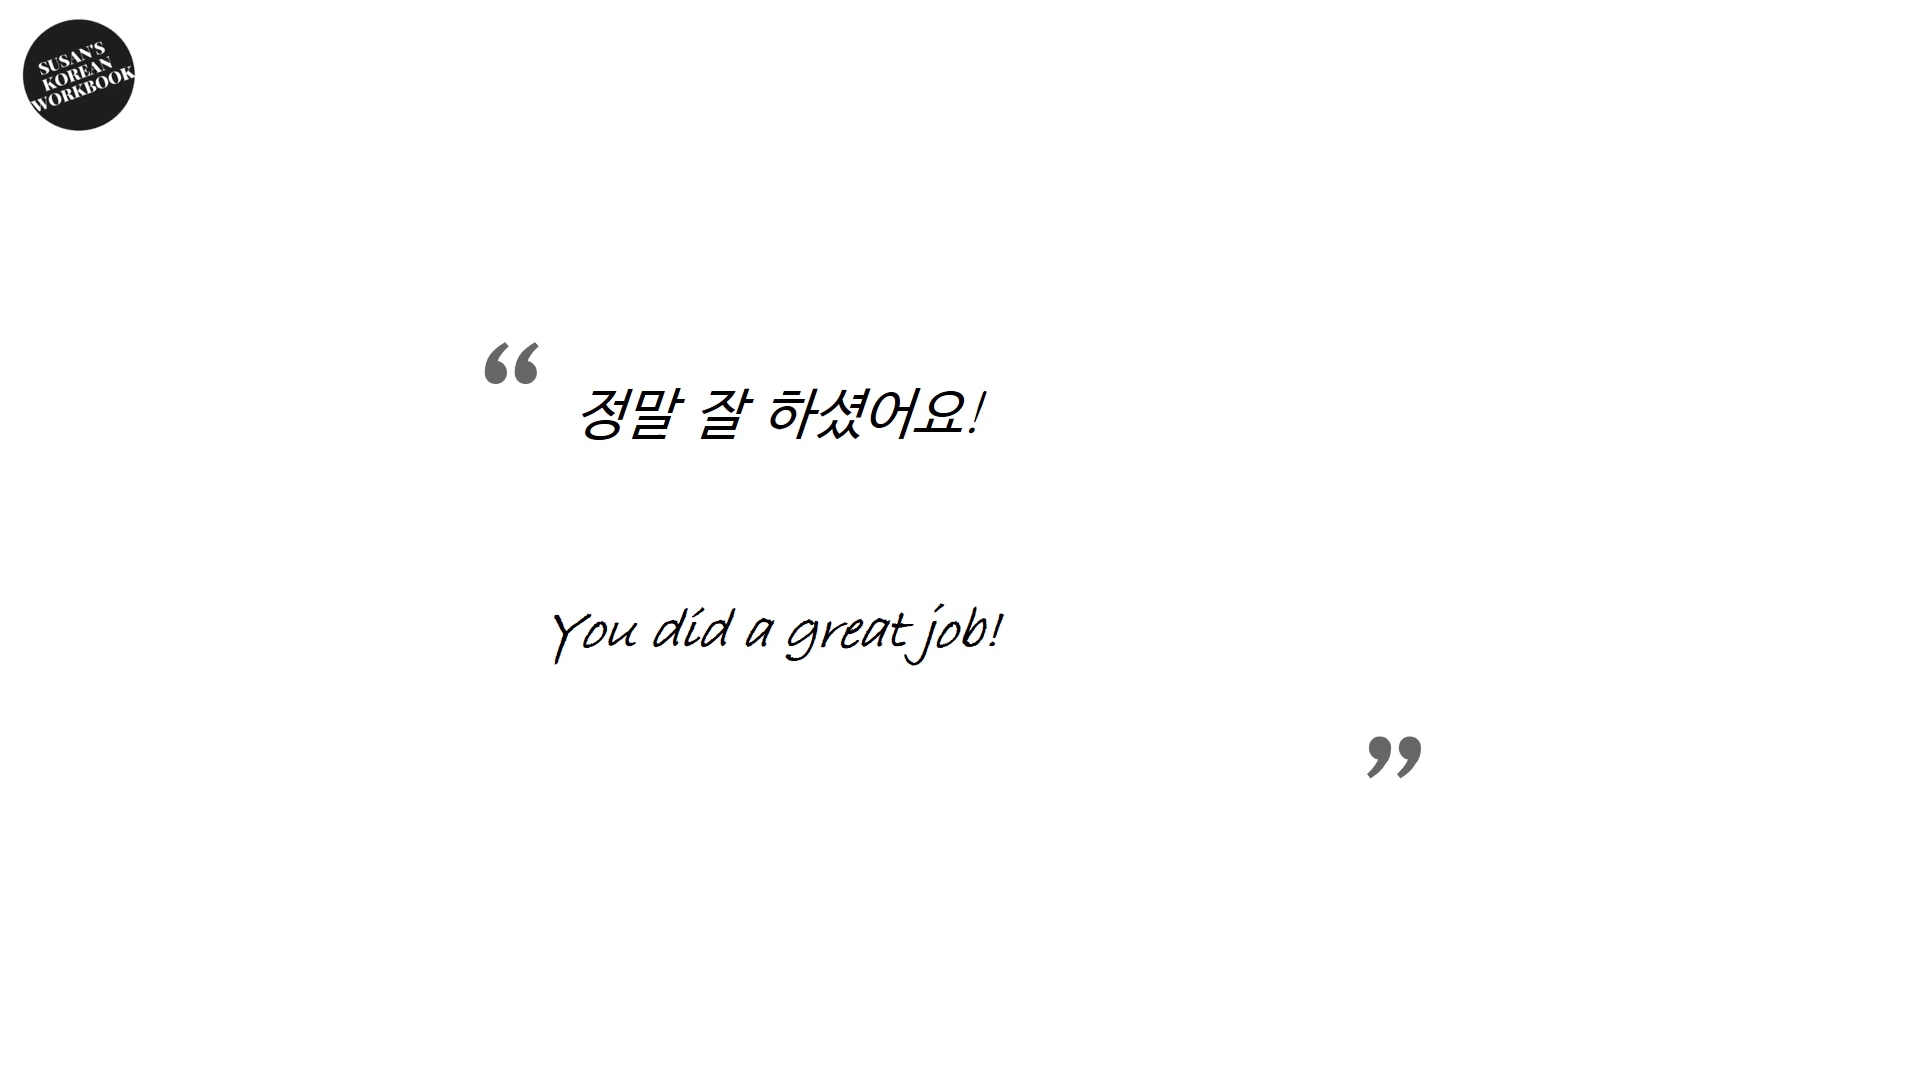 SUSAN'S
KOREAN
WORKBOOK
“ 정말 잘 하셨어요!
You did a great job!
”